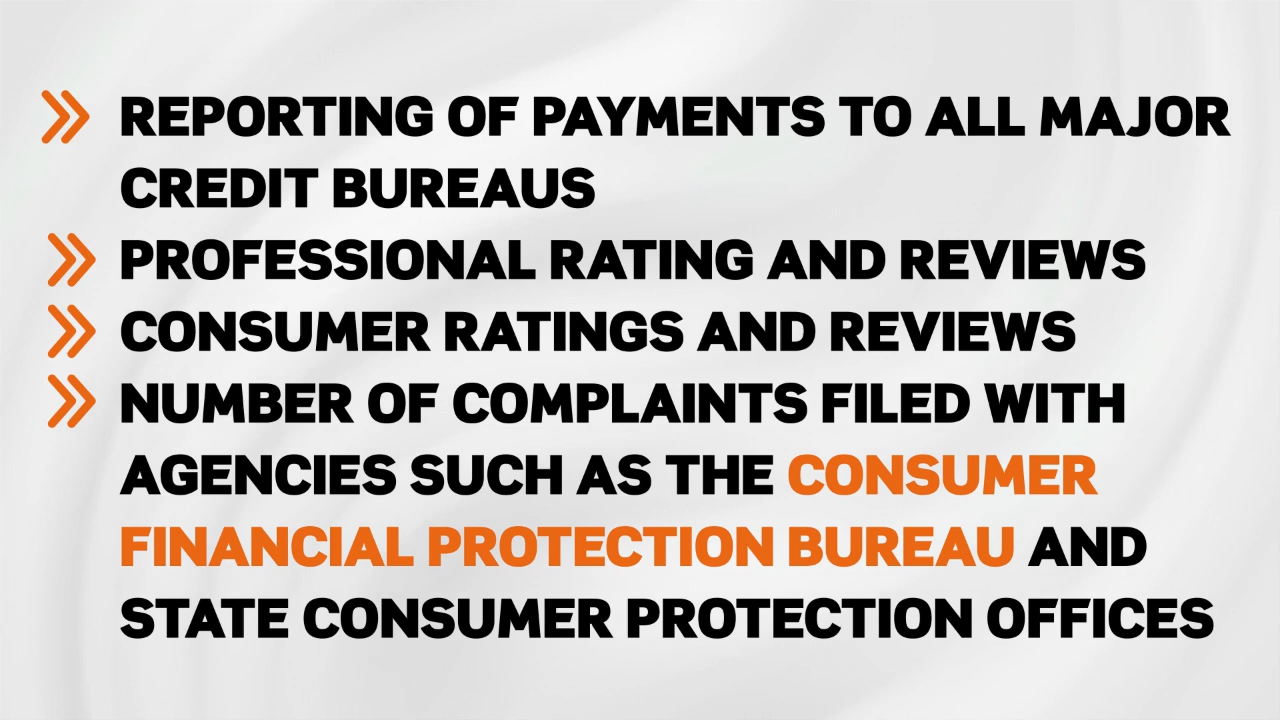 REPORTING OF PAYMENTS TO ALL MAJOR
CREDIT BUREAUS
PROFESSIONAL RATING AND REVIEWS
CONSUMER RATINGS AND REVIEWS
NUMBER OF COMPLAINTS FILED WITH
AGENCIES SUCH AS THE CONSUMER
FINANCIAL PROTECTION BUREAU AND
STATE CONSUMER PROTECTION OFFICES